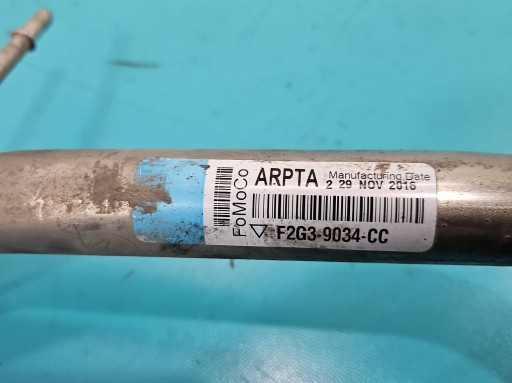 FoMoCo
ARPTA Manufacturing Date
2 29 NOV 2016
F2G3-9034-CC